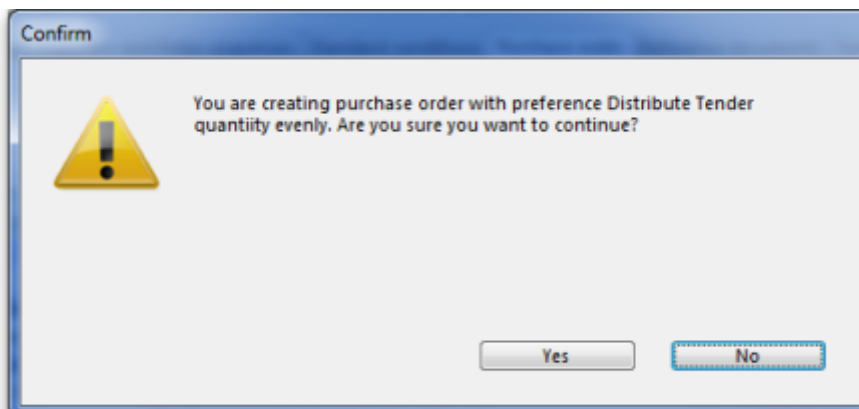 Confirm
You are creating purchase order with preference Distribute Tender
quantiity evenly. Are you sure you want to continue?
Yes
No